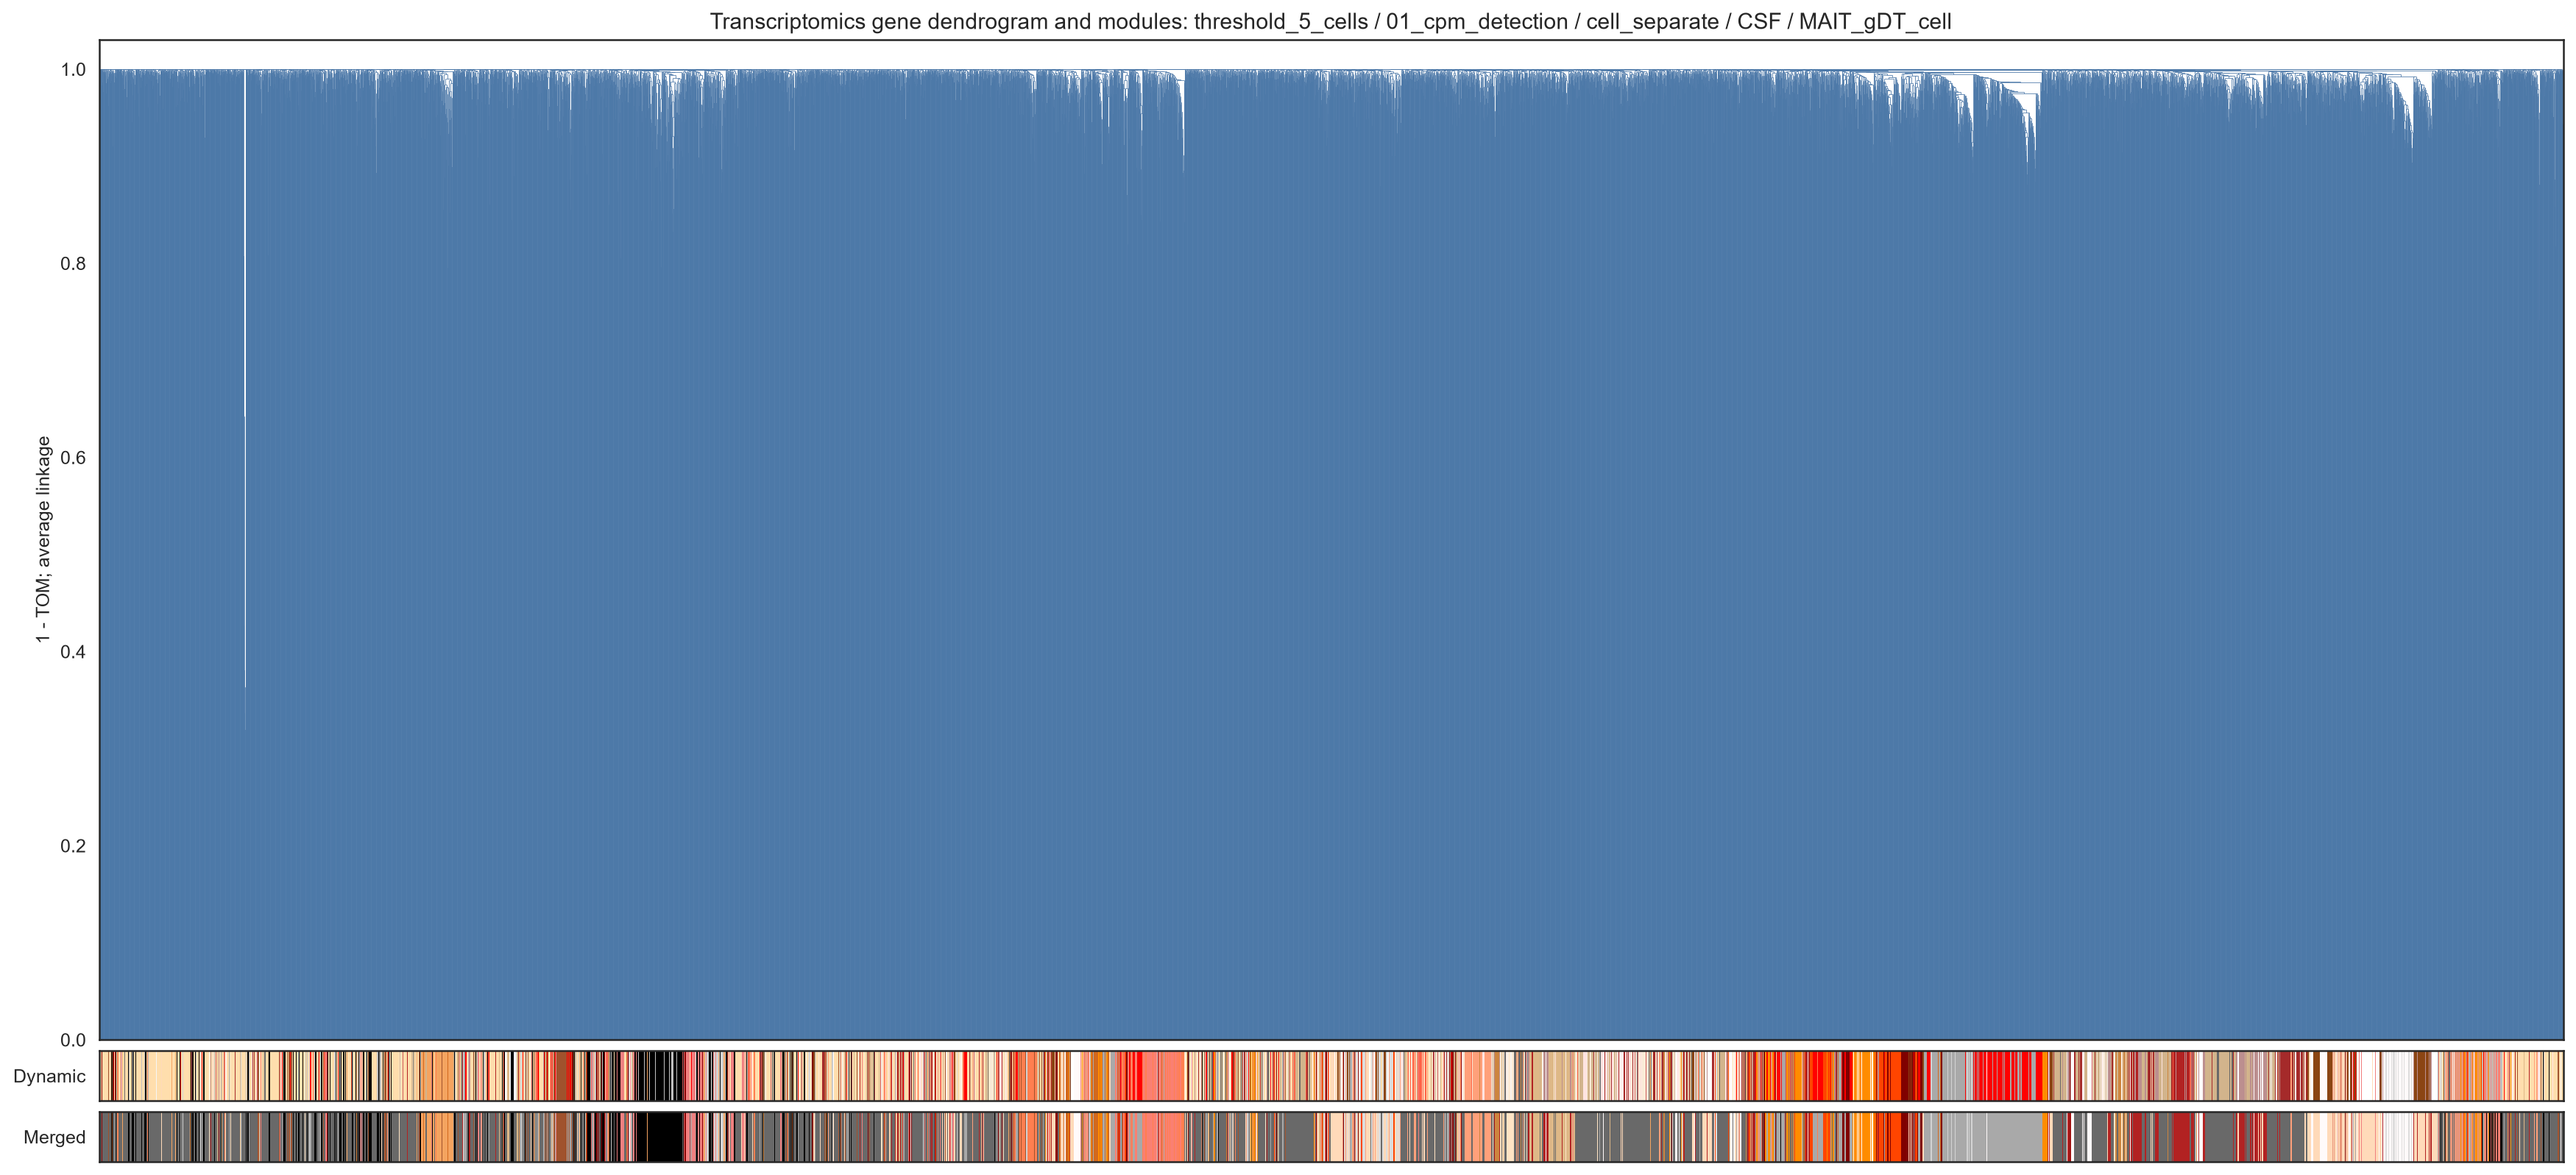 Transcriptomics gene dendrogram and modules: threshold_5_cells / 01_cpm_detection / cell_separate / CSF / MAIT_gDT_cell
1.0
0.8
0.6
0.4
0.2
0.0
1 - TOM; average linkage
Dynamic
Merged